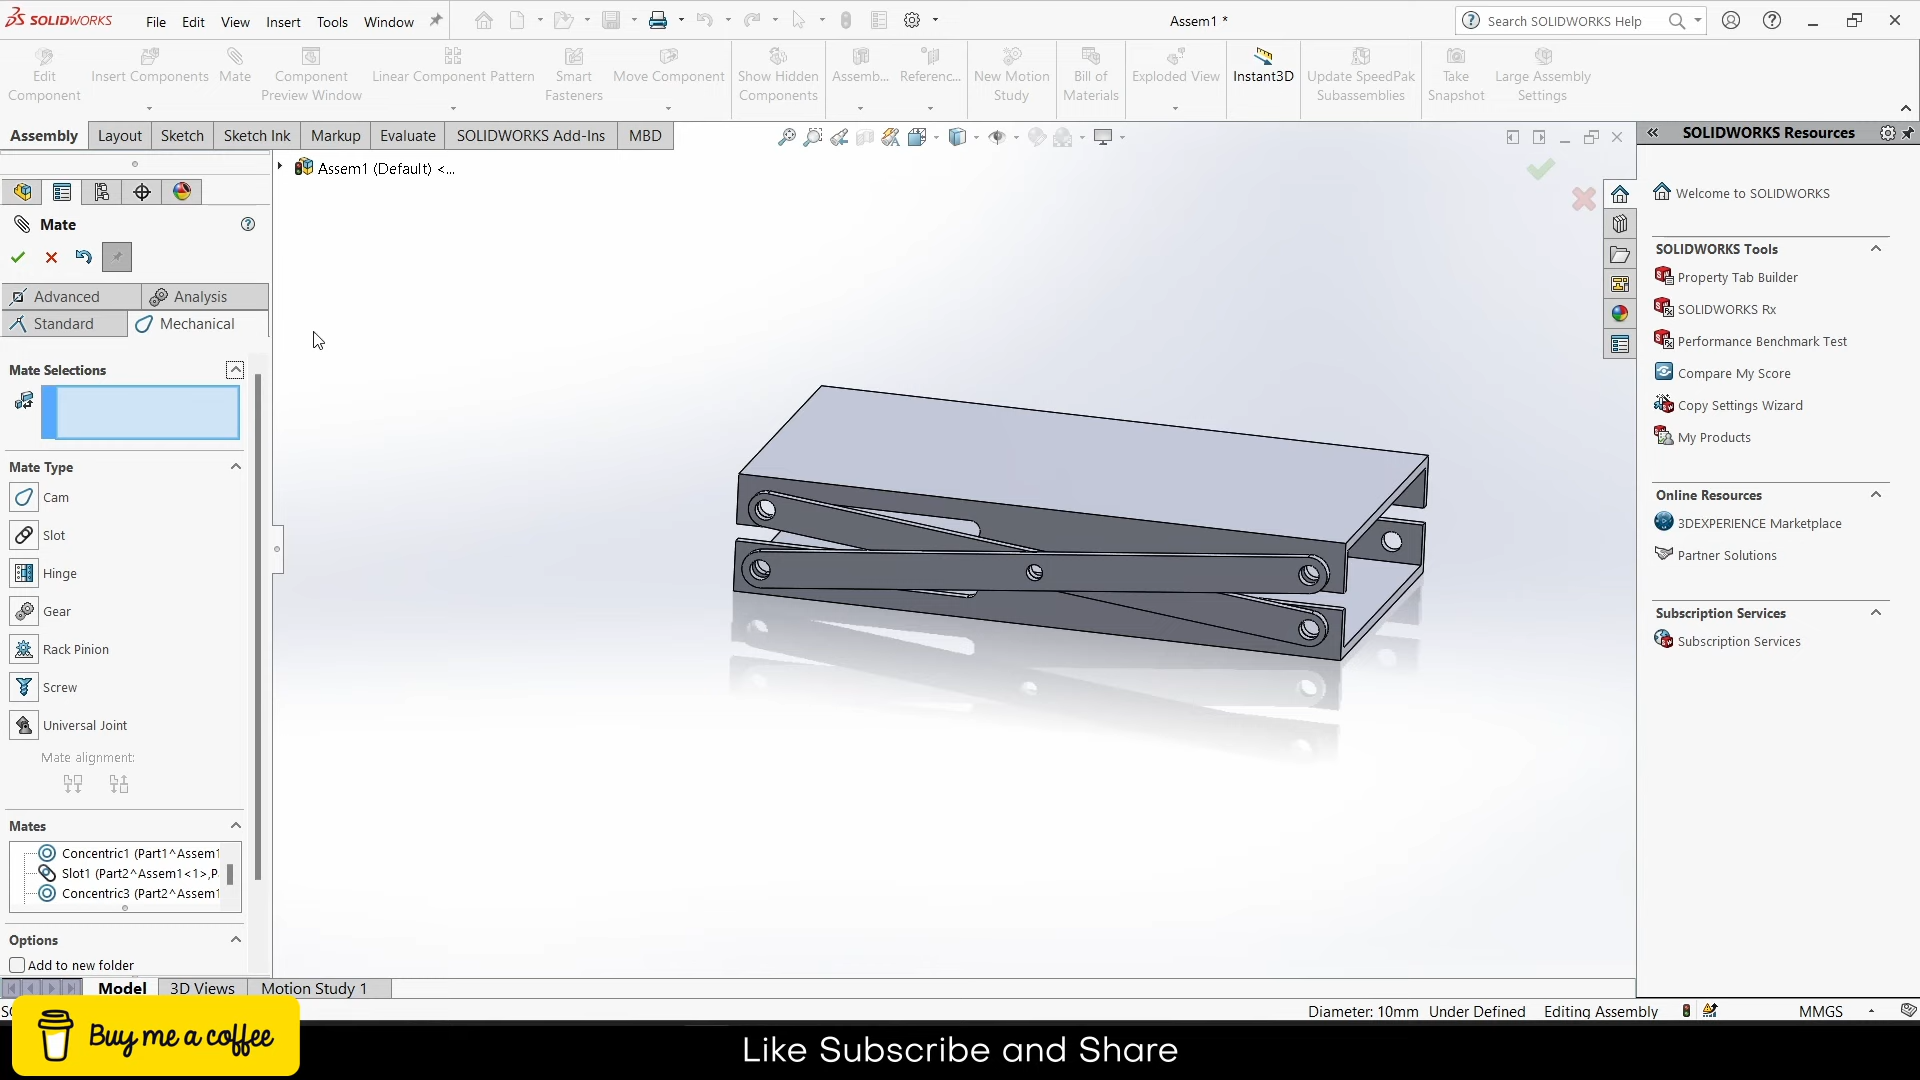 SOLIDWORKS
File Edit View Insert Tools Window
Assem1 *
Search SOLIDWORKS Help
Edit Component
Insert Components
Mate
Component Preview Window
Linear Component Pattern
Smart Fasteners
Move Component
Show Hidden Components
Assemb...
Referenc...
New Motion Study
Bill of Materials
Exploded View
Instant3D
Update SpeedPak Subassemblies
Take Snapshot
Large Assembly Settings
Assembly Layout Sketch Sketch Ink Markup Evaluate SOLIDWORKS Add-Ins MBD
Assem1 (Default) <...
Mate
Advanced Analysis
Standard Mechanical
Mate Selections
Mate Type
Cam
Slot
Hinge
Gear
Rack Pinion
Screw
Universal Joint
Mate alignment:
Mates
Concentric1 (Part1^Assem1
Slot1 (Part2^Assem1<1>,P
Concentric3 (Part2^Assem1
Options
Add to new folder
Model 3D Views Motion Study 1
SOLIDWORKS Resources
Welcome to SOLIDWORKS
SOLIDWORKS Tools
Property Tab Builder
SOLIDWORKS Rx
Performance Benchmark Test
Compare My Score
Copy Settings Wizard
My Products
Online Resources
3DEXPERIENCE Marketplace
Partner Solutions
Subscription Services
Subscription Services
Diameter: 10mm Under Defined Editing Assembly MMGS
Buy me a coffee
Like Subscribe and Share